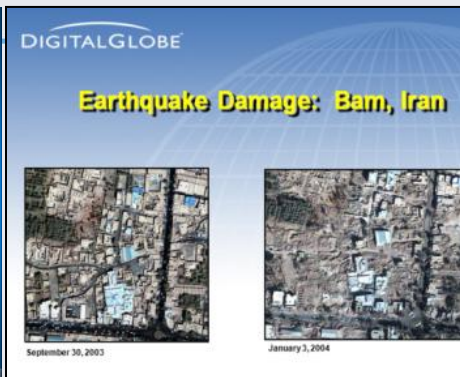 DIGITALGLOBE
Earthquake Damage: Bam, Iran
September 30, 2003
January 3, 2004